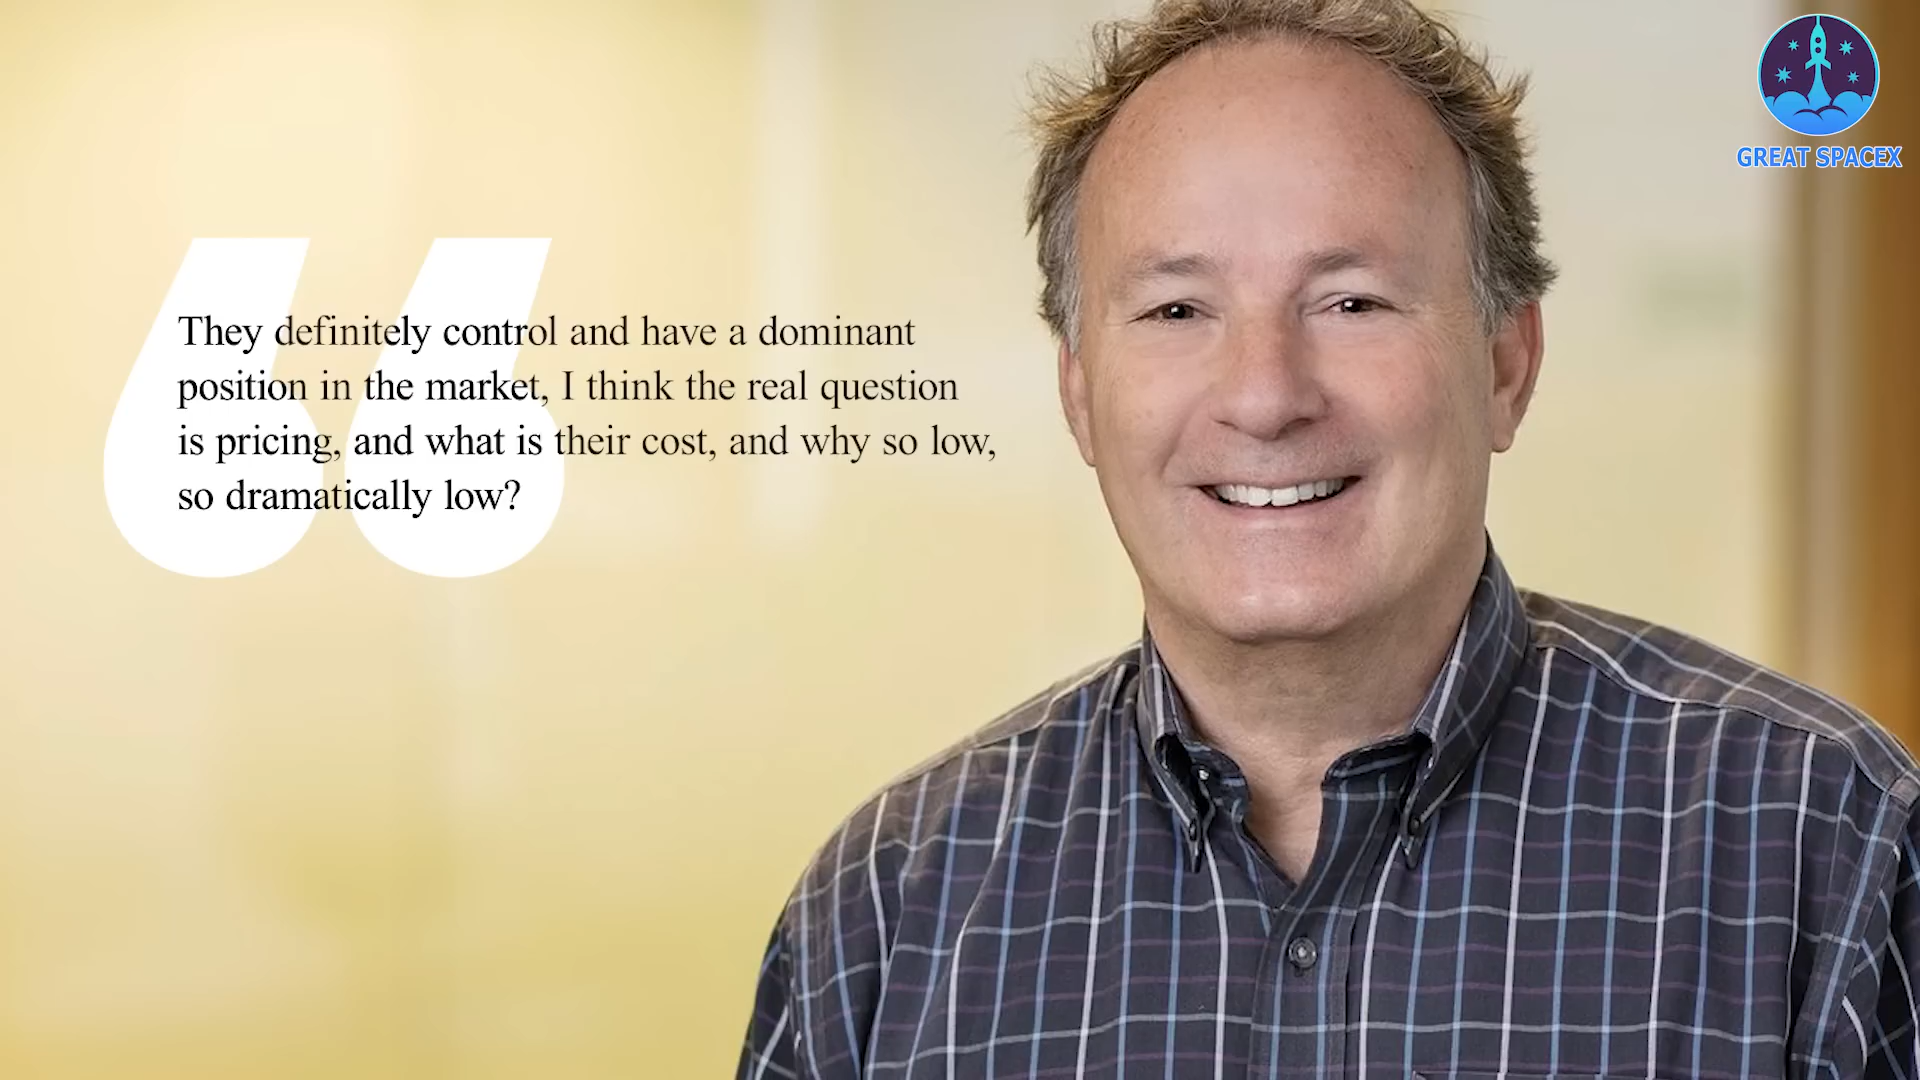 GREAT SPACEX
They definitely control and have a dominant
position in the market, I think the real question
is pricing, and what is their cost, and why so low,
so dramatically low?